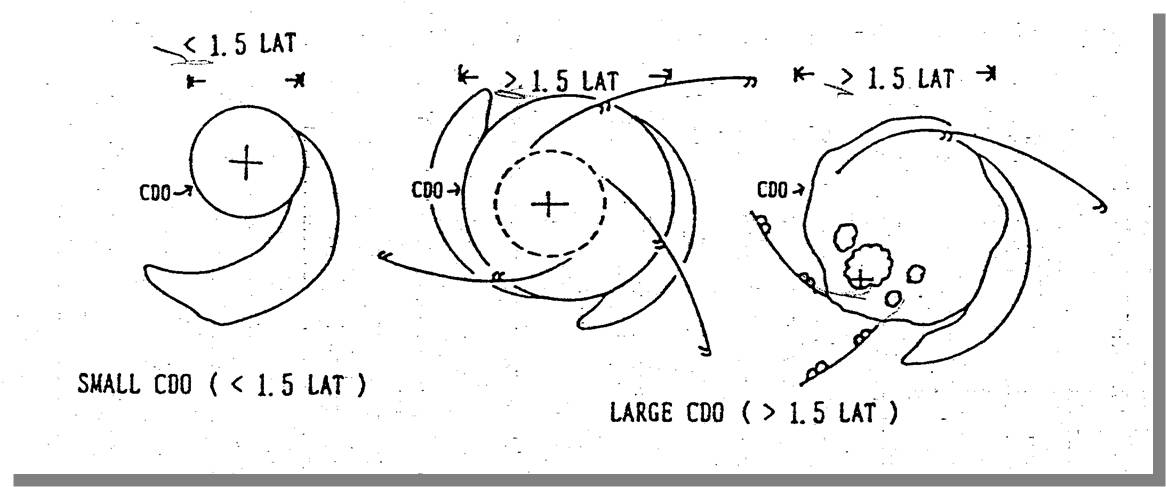 < 1.5 LAT
> 1.5 LAT
> 1.5 LAT
CDO
CDO
CDO
SMALL CDO ( < 1.5 LAT )
LARGE CDO ( > 1.5 LAT )